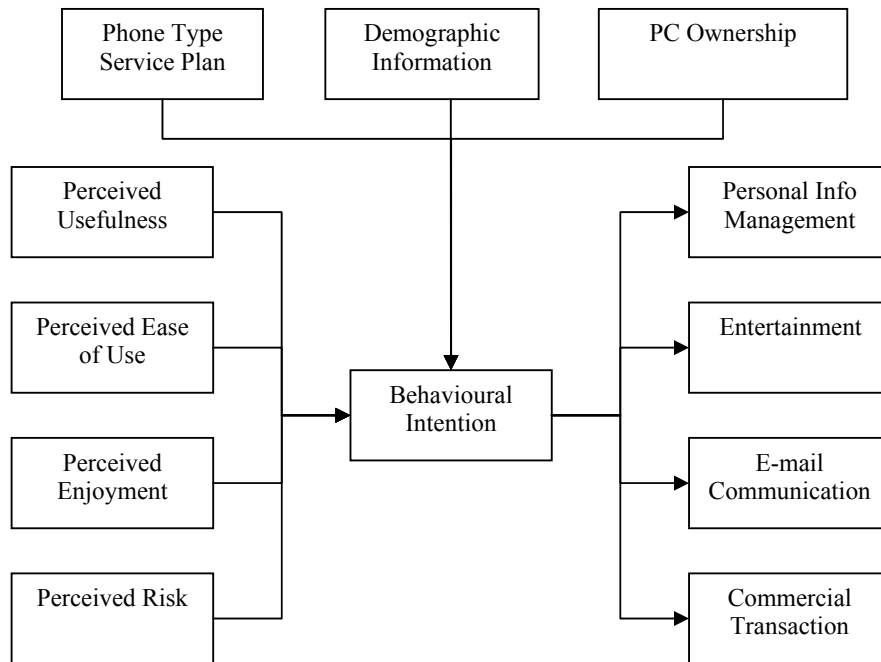 Phone Type
Service Plan
Demographic
Information
PC Ownership
Perceived
Usefulness
Personal Info
Management
Perceived Ease
of Use
Entertainment
Behavioural
Intention
Perceived
Enjoyment
E-mail
Communication
Perceived Risk
Commercial
Transaction